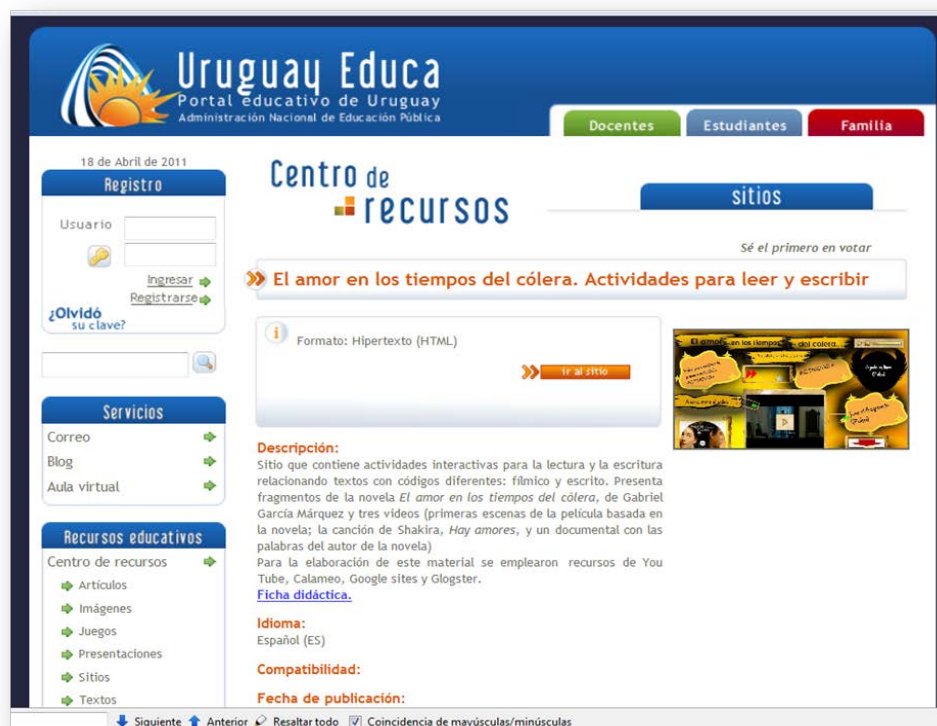 Uruguay Educa
Portal educativo de Uruguay
Administración Nacional de Educación Pública
Docentes
Estudiantes
Familia
18 de Abril de 2011
Registro
Usuario
Ingresar
Registrarse
¿Olvidó
su clave?
Servicios
Correo
Blog
Aula virtual
Recursos educativos
Centro de recursos
Artículos
Imágenes
Juegos
Presentaciones
Sitios
Textos
Centro de
recursos
sitios
Sé el primero en votar
El amor en los tiempos del cólera. Actividades para leer y escribir
Formato: Hipertexto (HTML)
ir al sitio
El amor en los tiempos del cólera
Descripción:
Sitio que contiene actividades interactivas para la lectura y la escritura
relacionando textos con códigos diferentes: fílmico y escrito. Presenta
fragmentos de la novela El amor en los tiempos del cólera, de Gabriel
García Márquez y tres videos (primeras escenas de la película basada en
la novela; la canción de Shakira, Hay amores, y un documental con las
palabras del autor de la novela)
Para la elaboración de este material se emplearon recursos de You
Tube, Calameo, Google sites y Glogster.
Ficha didáctica.
Idioma:
Español (ES)
Compatibilidad:
Fecha de publicación:
Siguiente Anterior Resaltar todo Coincidencia de mayúsculas/minúsculas